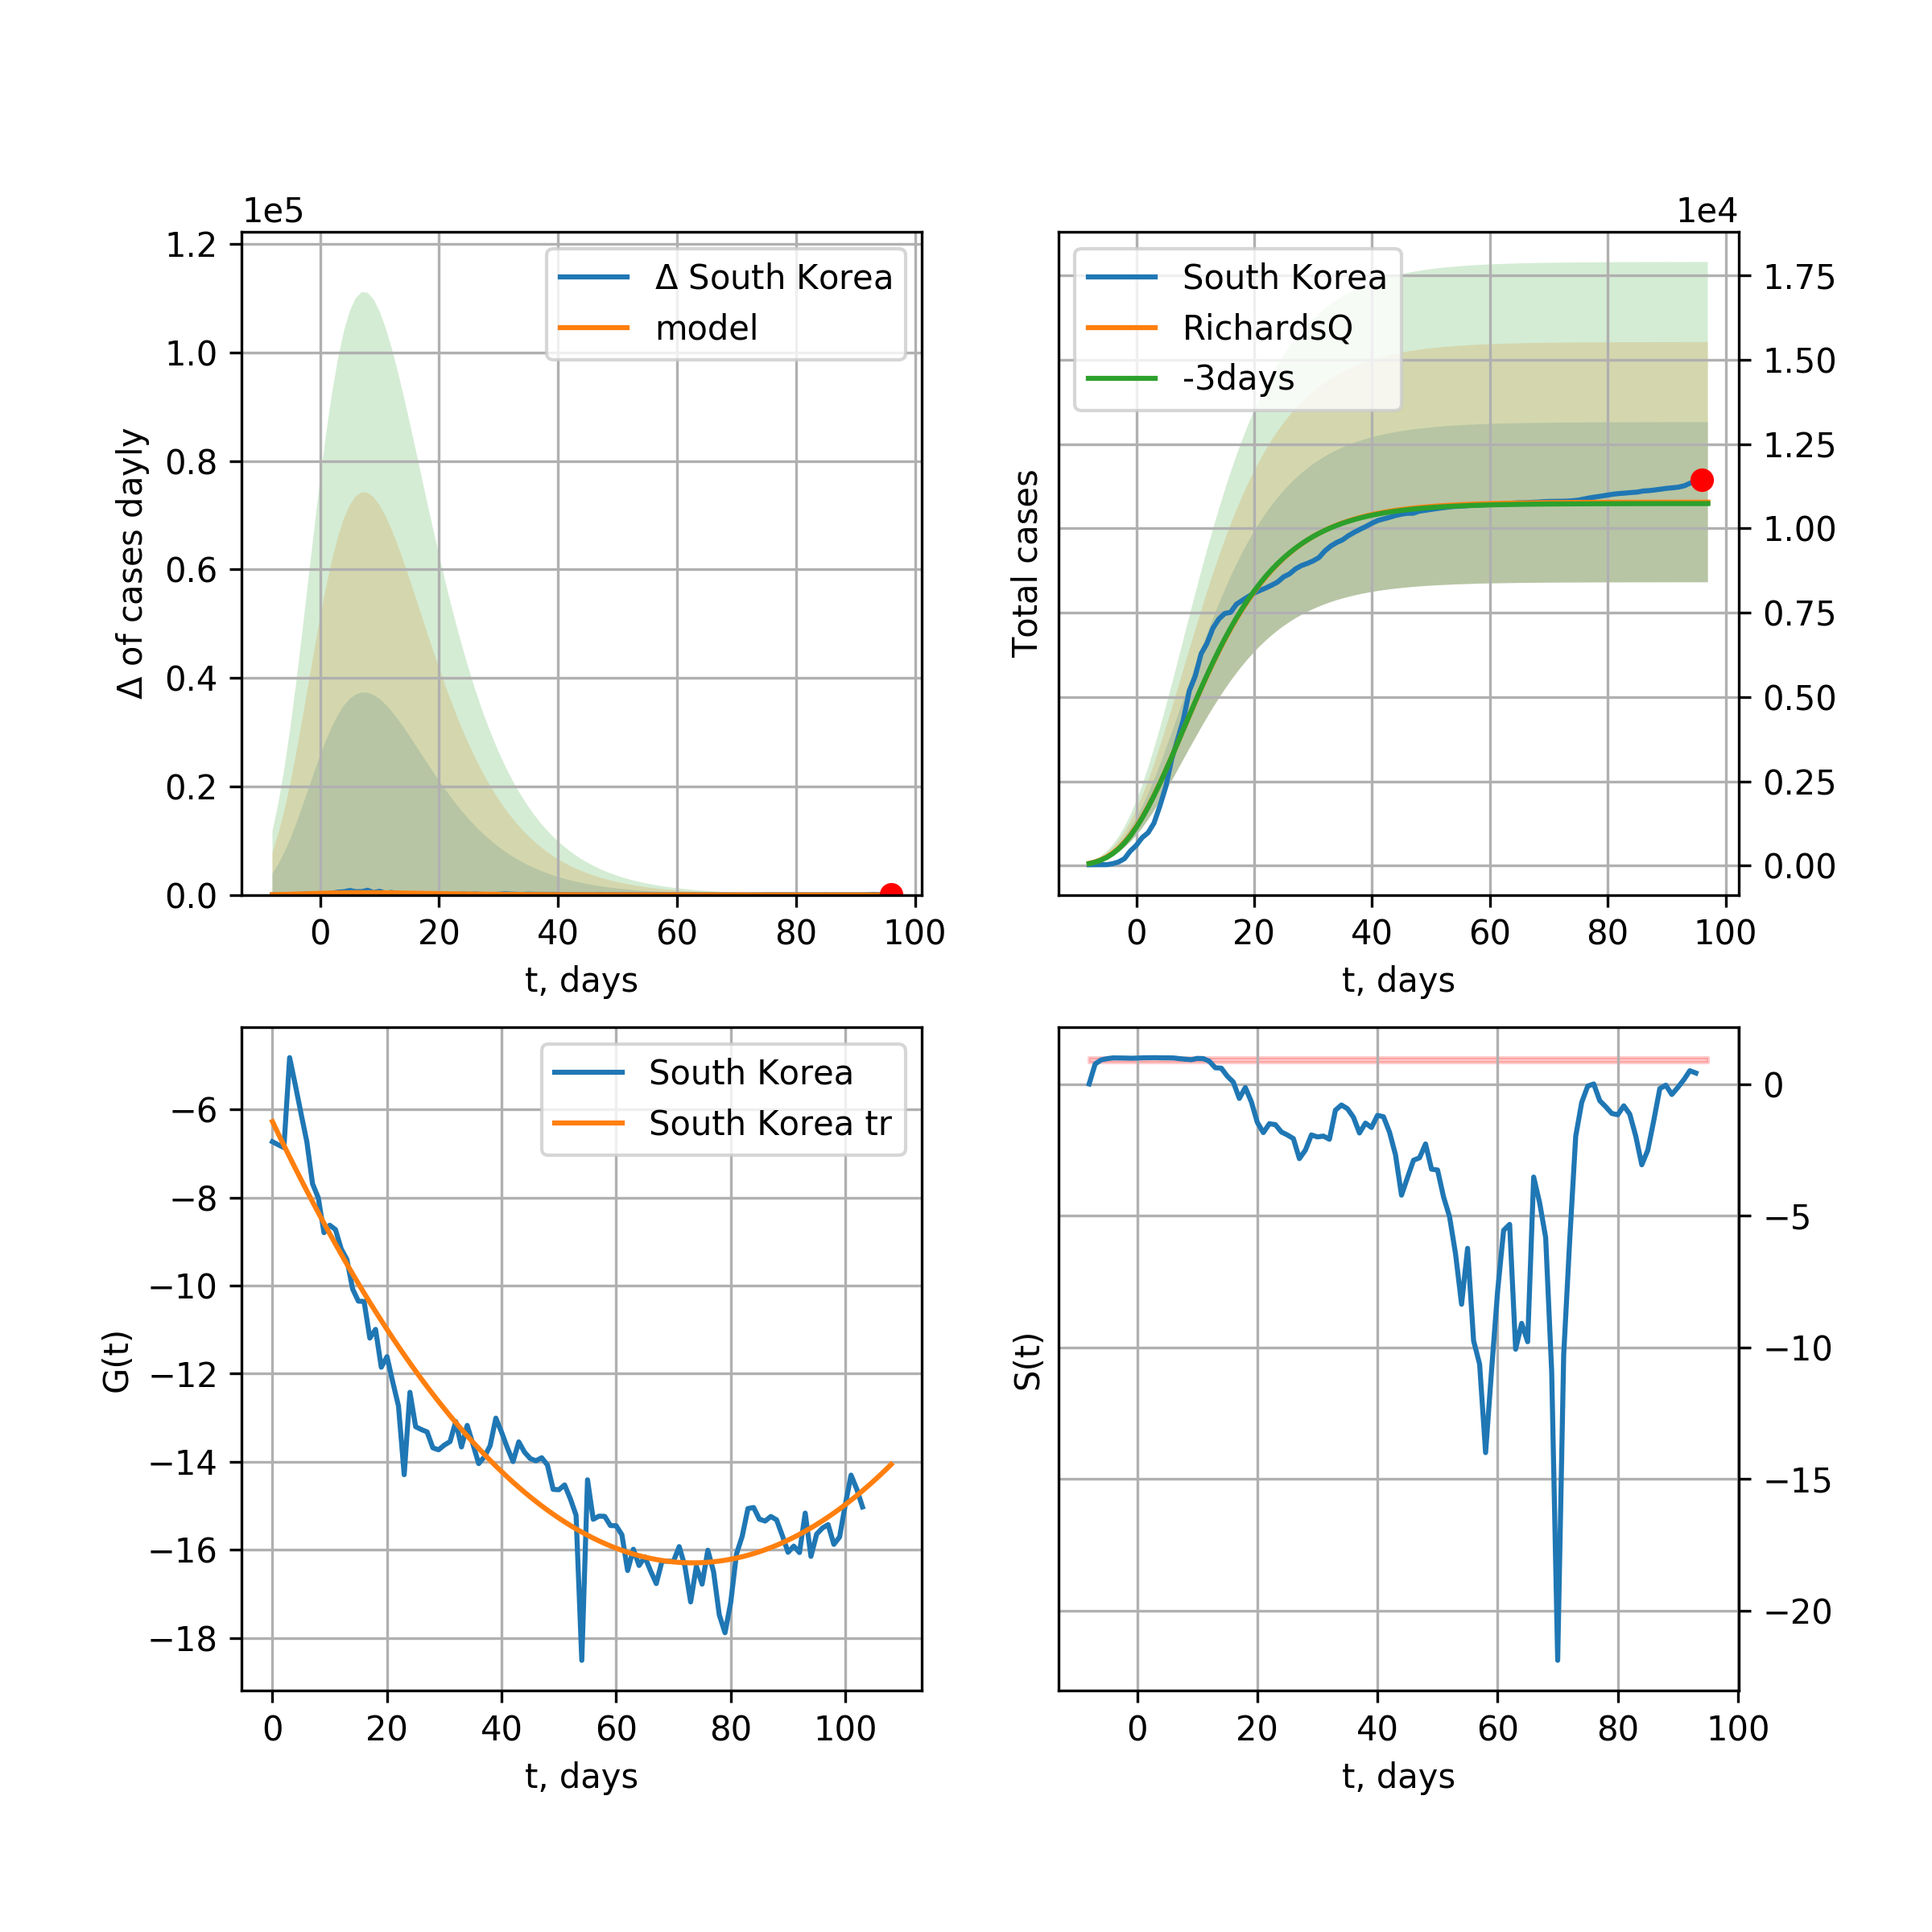 1e5
1.2
1.0
0.8
0.6
0.4
0.2
0.0
Δ of cases dayly
Δ South Korea
model
0 20 40 60 80 100
t, days
1e4
South Korea
RichardsQ
-3days
Total cases
1.75
1.50
1.25
1.00
0.75
0.50
0.25
0.00
0 20 40 60 80 100
t, days
South Korea
South Korea tr
G(t)
−6
−8
−10
−12
−14
−16
−18
0 20 40 60 80 100
t, days
S(t)
0
−5
−10
−15
−20
0 20 40 60 80 100
t, days